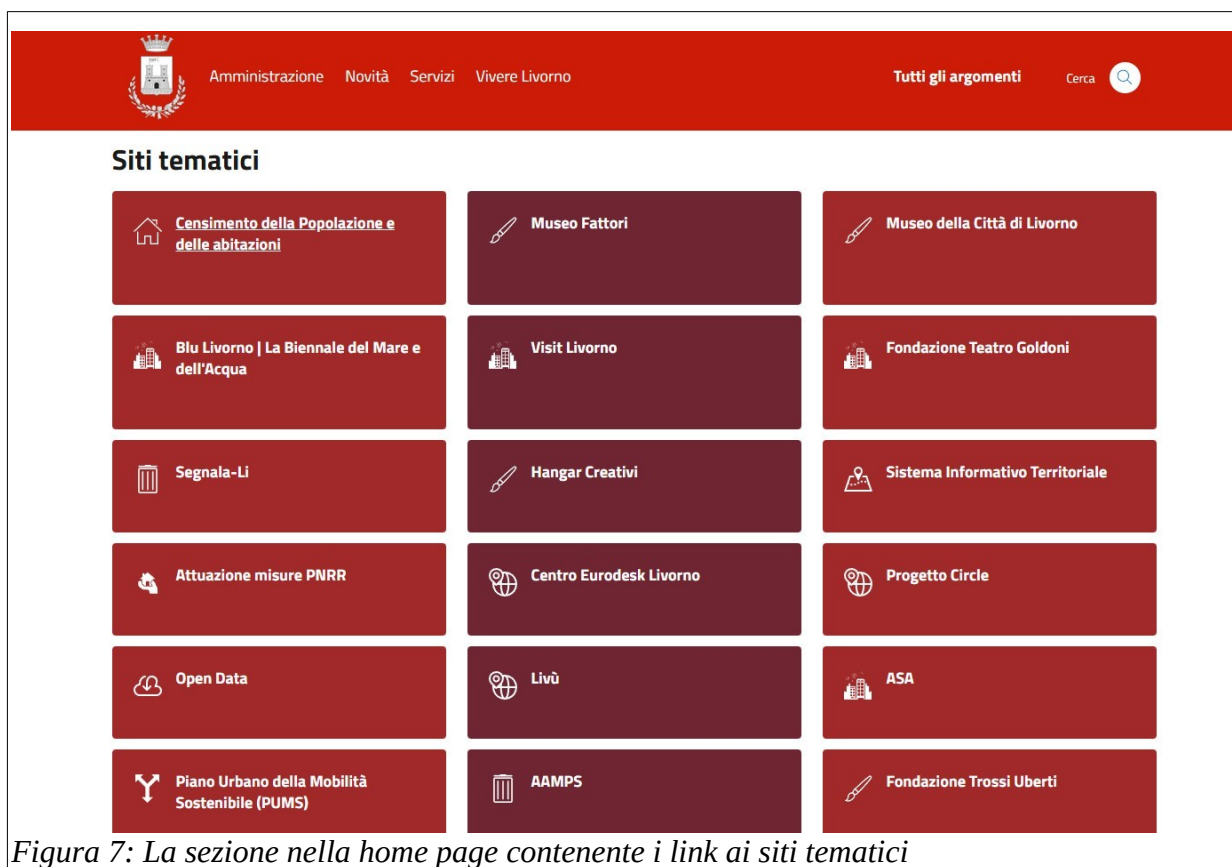 Amministrazione Novità Servizi Vivere Livorno Tutti gli argomenti Cerca
Siti tematici
Censimento della Popolazione e
delle abitazioni
Museo Fattori
Museo della Città di Livorno
Blu Livorno | La Biennale del Mare e
dell'Acqua
Visit Livorno
Fondazione Teatro Goldoni
Segnala-Li
Hangar Creativi
Sistema Informativo Territoriale
Attuazione misure PNRR
Centro Eurodesk Livorno
Progetto Circle
Open Data
Livù
ASA
Piano Urbano della Mobilità
Sostenibile (PUMS)
AAMPS
Fondazione Trossi Uberti
Figura 7: La sezione nella home page contenente i link ai siti tematici